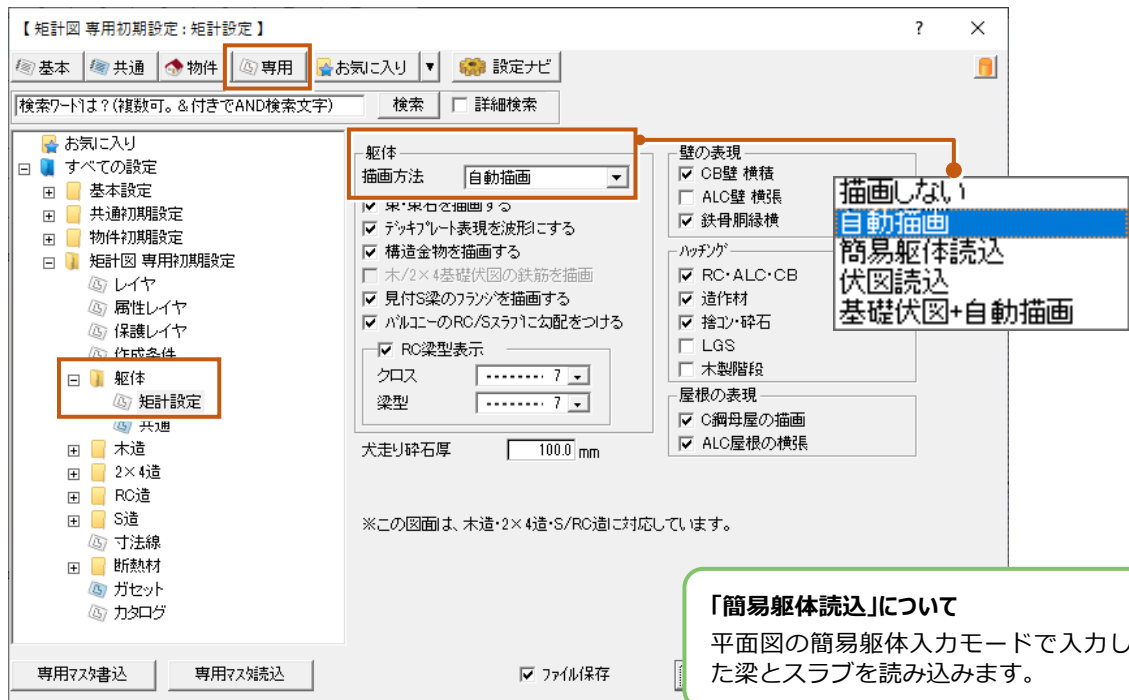 【 矩計図 専用初期設定 : 矩計設定 】
?
×
基本
共通
物件
専用
お気に入り
設定ナビ
検索ワードは?(複数可。&付きでAND検索文字)
検索
詳細検索
お気に入り
すべての設定
基本設定
共通初期設定
物件初期設定
矩計図 専用初期設定
レイヤ
属性レイヤ
保護レイヤ
作成条件
躯体
矩計設定
共通
木造
2×4造
RC造
S造
寸法線
断熱材
ガセット
カタログ
躯体
描画方法
自動描画
束・束石を描画する
デッキプレート表現を波形にする
構造金物を描画する
木/2×4基礎伏図の鉄筋を描画
見付S梁のフランジを描画する
バルコニーのRC/Sスラブに勾配をつける
RC梁型表示
クロス
7
梁型
7
犬走り砕石厚
100.0 mm
※この図面は、木造・2×4造・S/RC造に対応しています。
壁の表現
CB壁 横積
ALC壁 横張
鉄骨胴縁横
ハッチング
RC・ALC・CB
造作材
捨コン・砕石
LGS
木製階段
屋根の表現
C鋼母屋の描画
ALC屋根の横張
描画しない
自動描画
簡易躯体読込
伏図読込
基礎伏図+自動描画
専用マスタ書込
専用マスタ読込
ファイル保存
「簡易躯体読込」について
平面図の簡易躯体入力モードで入力し
た梁とスラブを読み込みます。